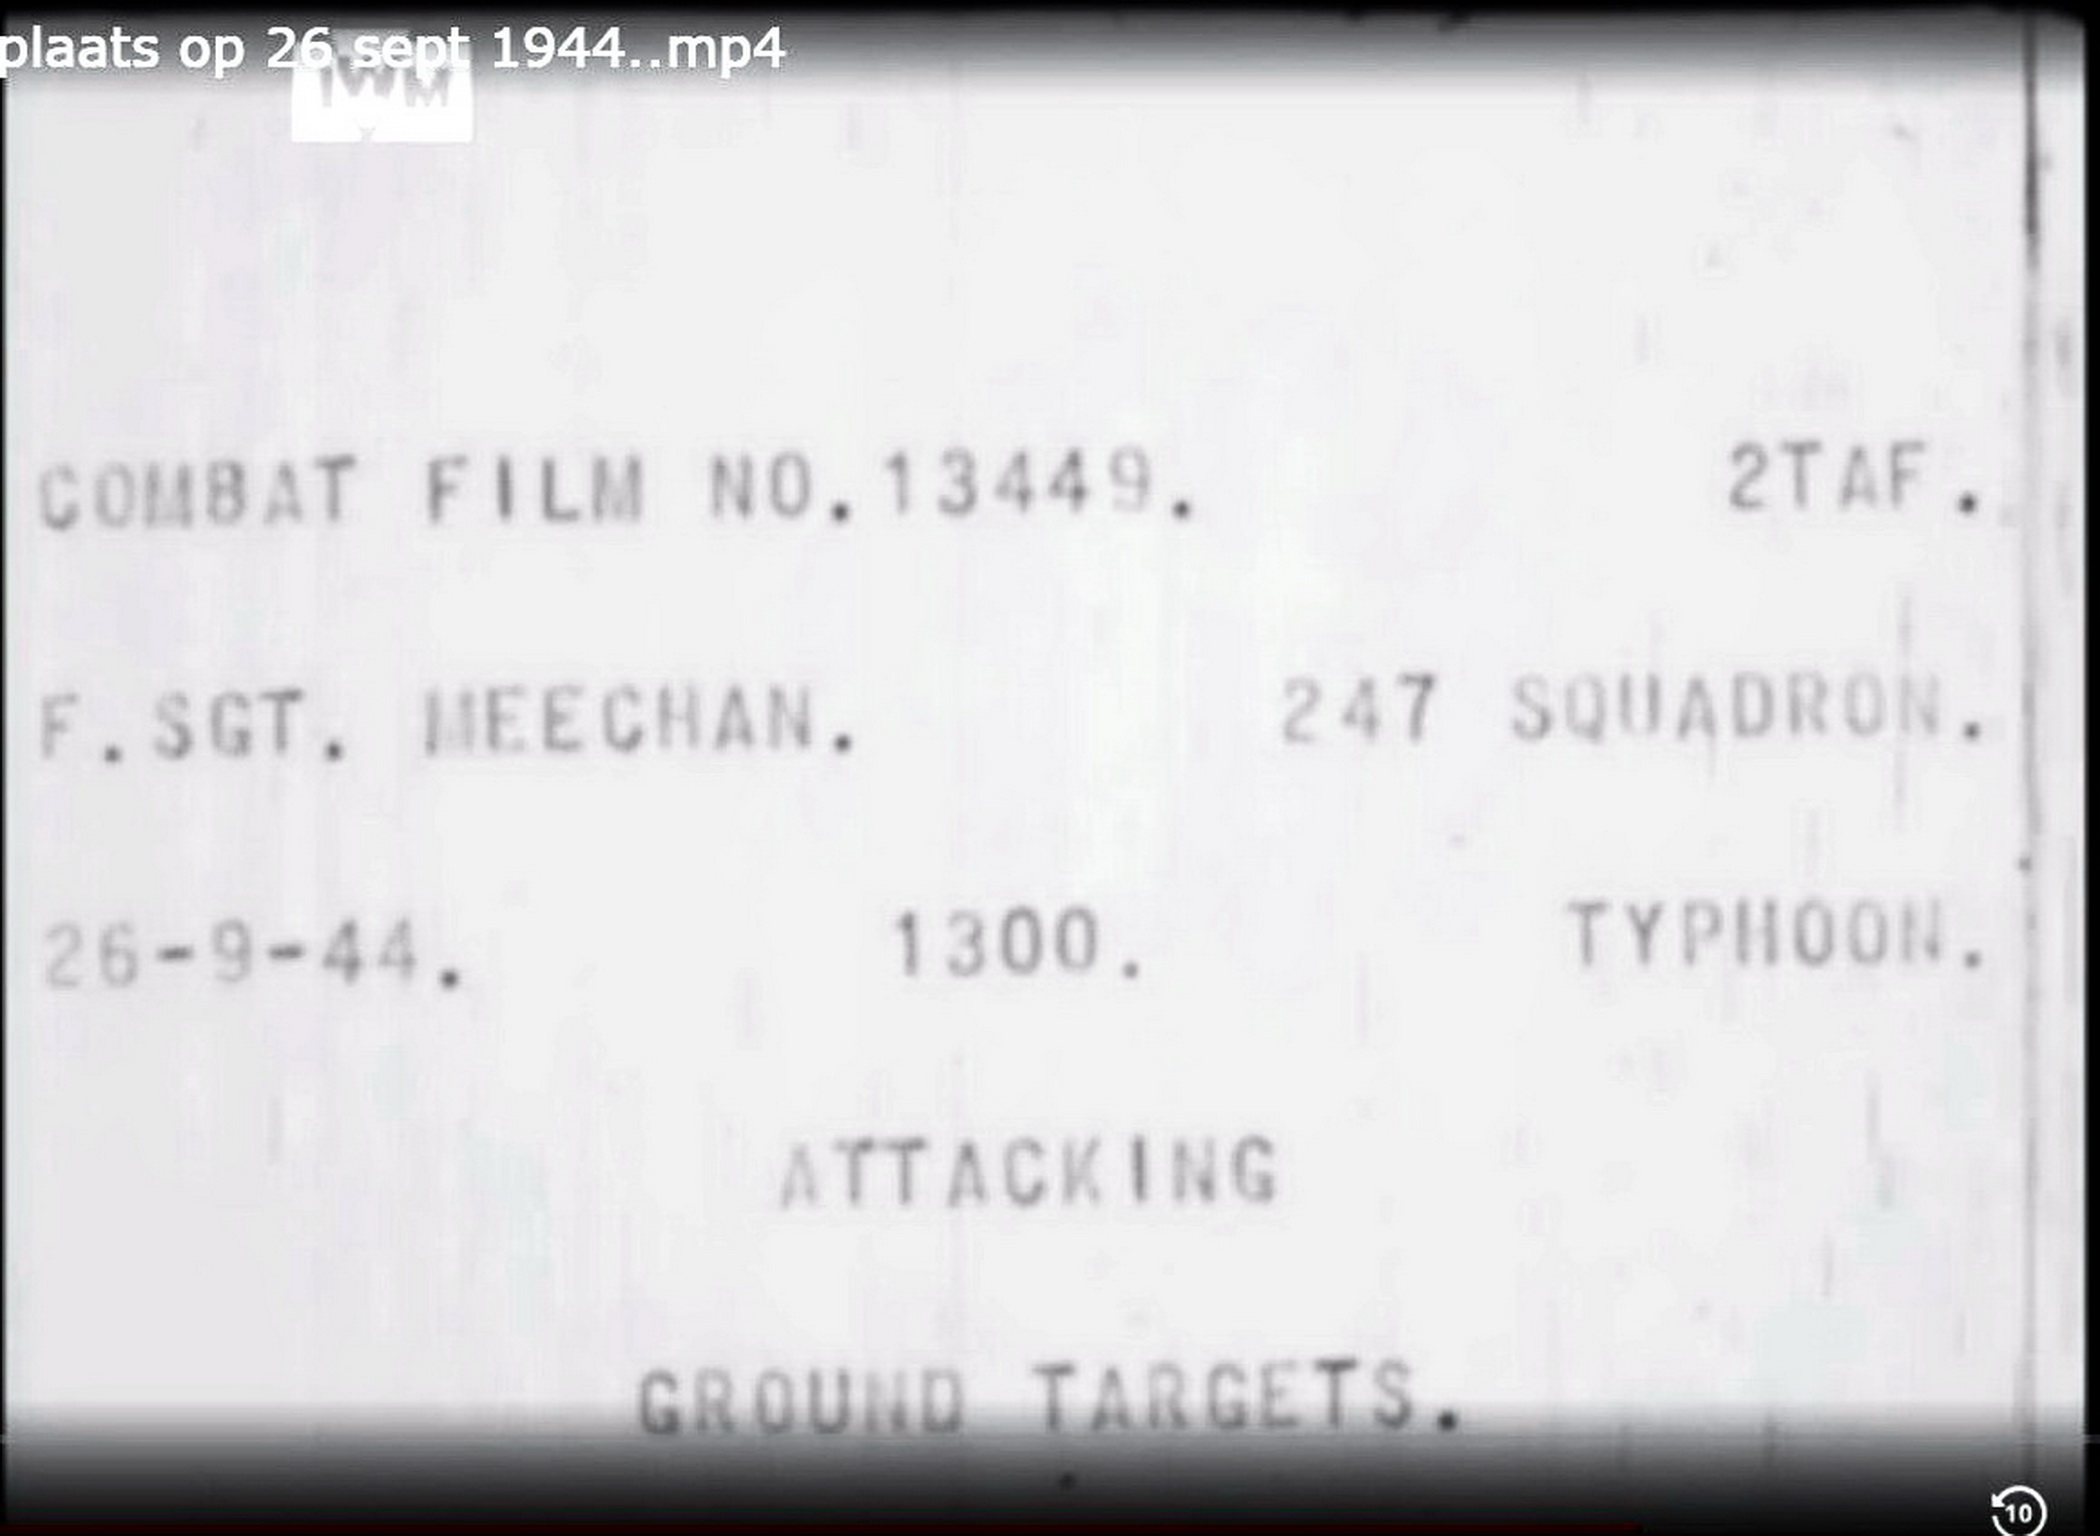 plaats op 26 sept 1944..mp4
IWM
COMBAT FILM NO.13449. 2TAF.
F.SGT. MEECHAN. 247 SQUADRON.
26-9-44. 1300. TYPHOON.
ATTACKING
GROUND TARGETS.
10